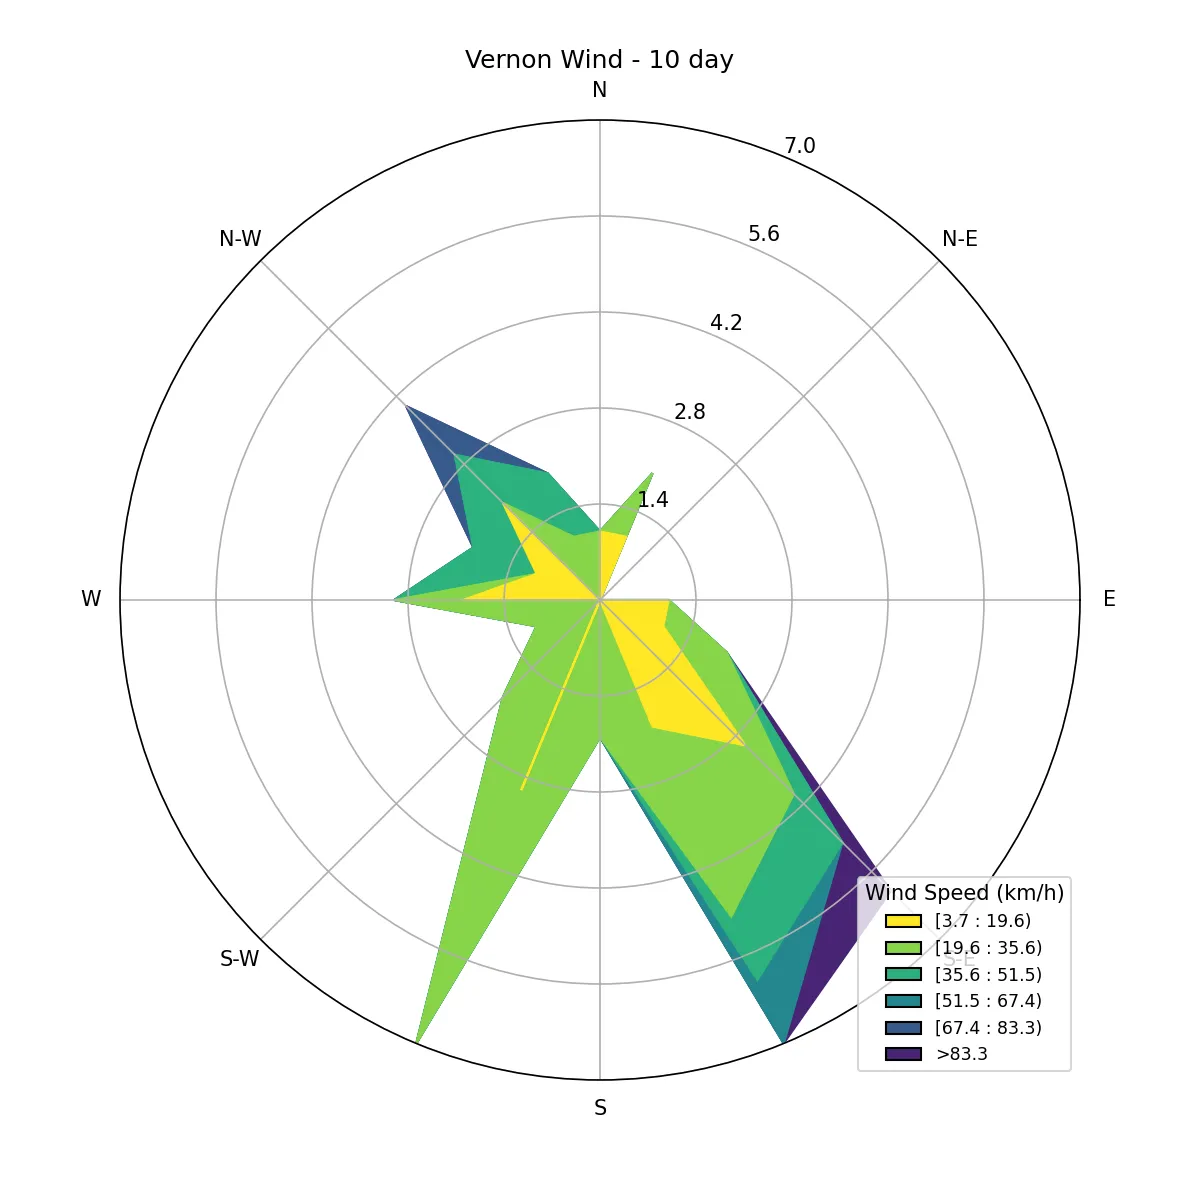 Vernon Wind - 10 day
N
7.0
N-W
5.6
N-E
4.2
2.8
1.4
W
E
S-W
S-E
S
Wind Speed (km/h)
[3.7 : 19.6)
[19.6 : 35.6)
[35.6 : 51.5)
[51.5 : 67.4)
[67.4 : 83.3)
>83.3